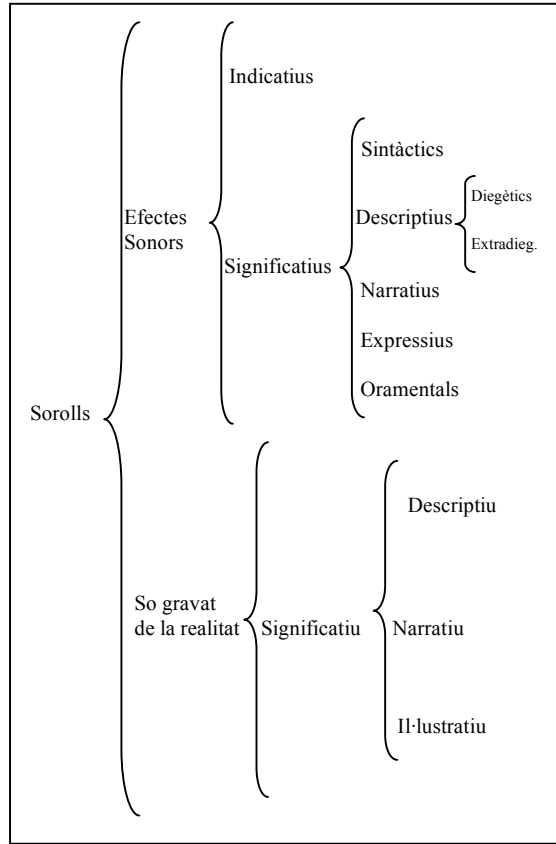 Indicatius
Sintàctics
Diegètics
Efectes
Sonors
Descriptius
Extradieg.
Significatius
Narratius
Expressius
Oramentals
Sorolls
Descriptiu
So gravat
de la realitat
Significatiu
Narratiu
Il·lustratiu